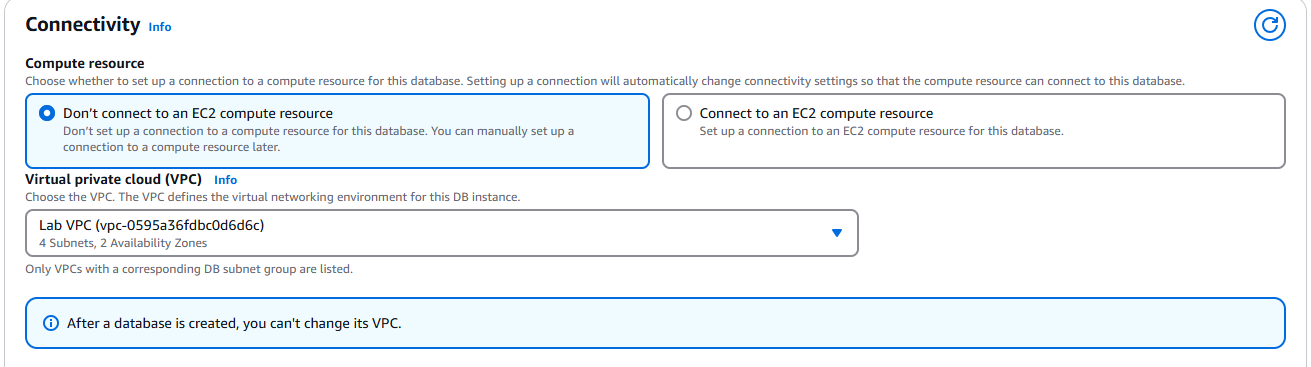 Connectivity Info
Compute resource
Choose whether to set up a connection to a compute resource for this database. Setting up a connection will automatically change connectivity settings so that the compute resource can connect to this database.
Don’t connect to an EC2 compute resource
Don’t set up a connection to a compute resource for this database. You can manually set up a
connection to a compute resource later.
Connect to an EC2 compute resource
Set up a connection to an EC2 compute resource for this database.
Virtual private cloud (VPC) Info
Choose the VPC. The VPC defines the virtual networking environment for this DB instance.
Lab VPC (vpc-0595a36fdbc0d6d6c)
4 Subnets, 2 Availability Zones
Only VPCs with a corresponding DB subnet group are listed.
After a database is created, you can't change its VPC.